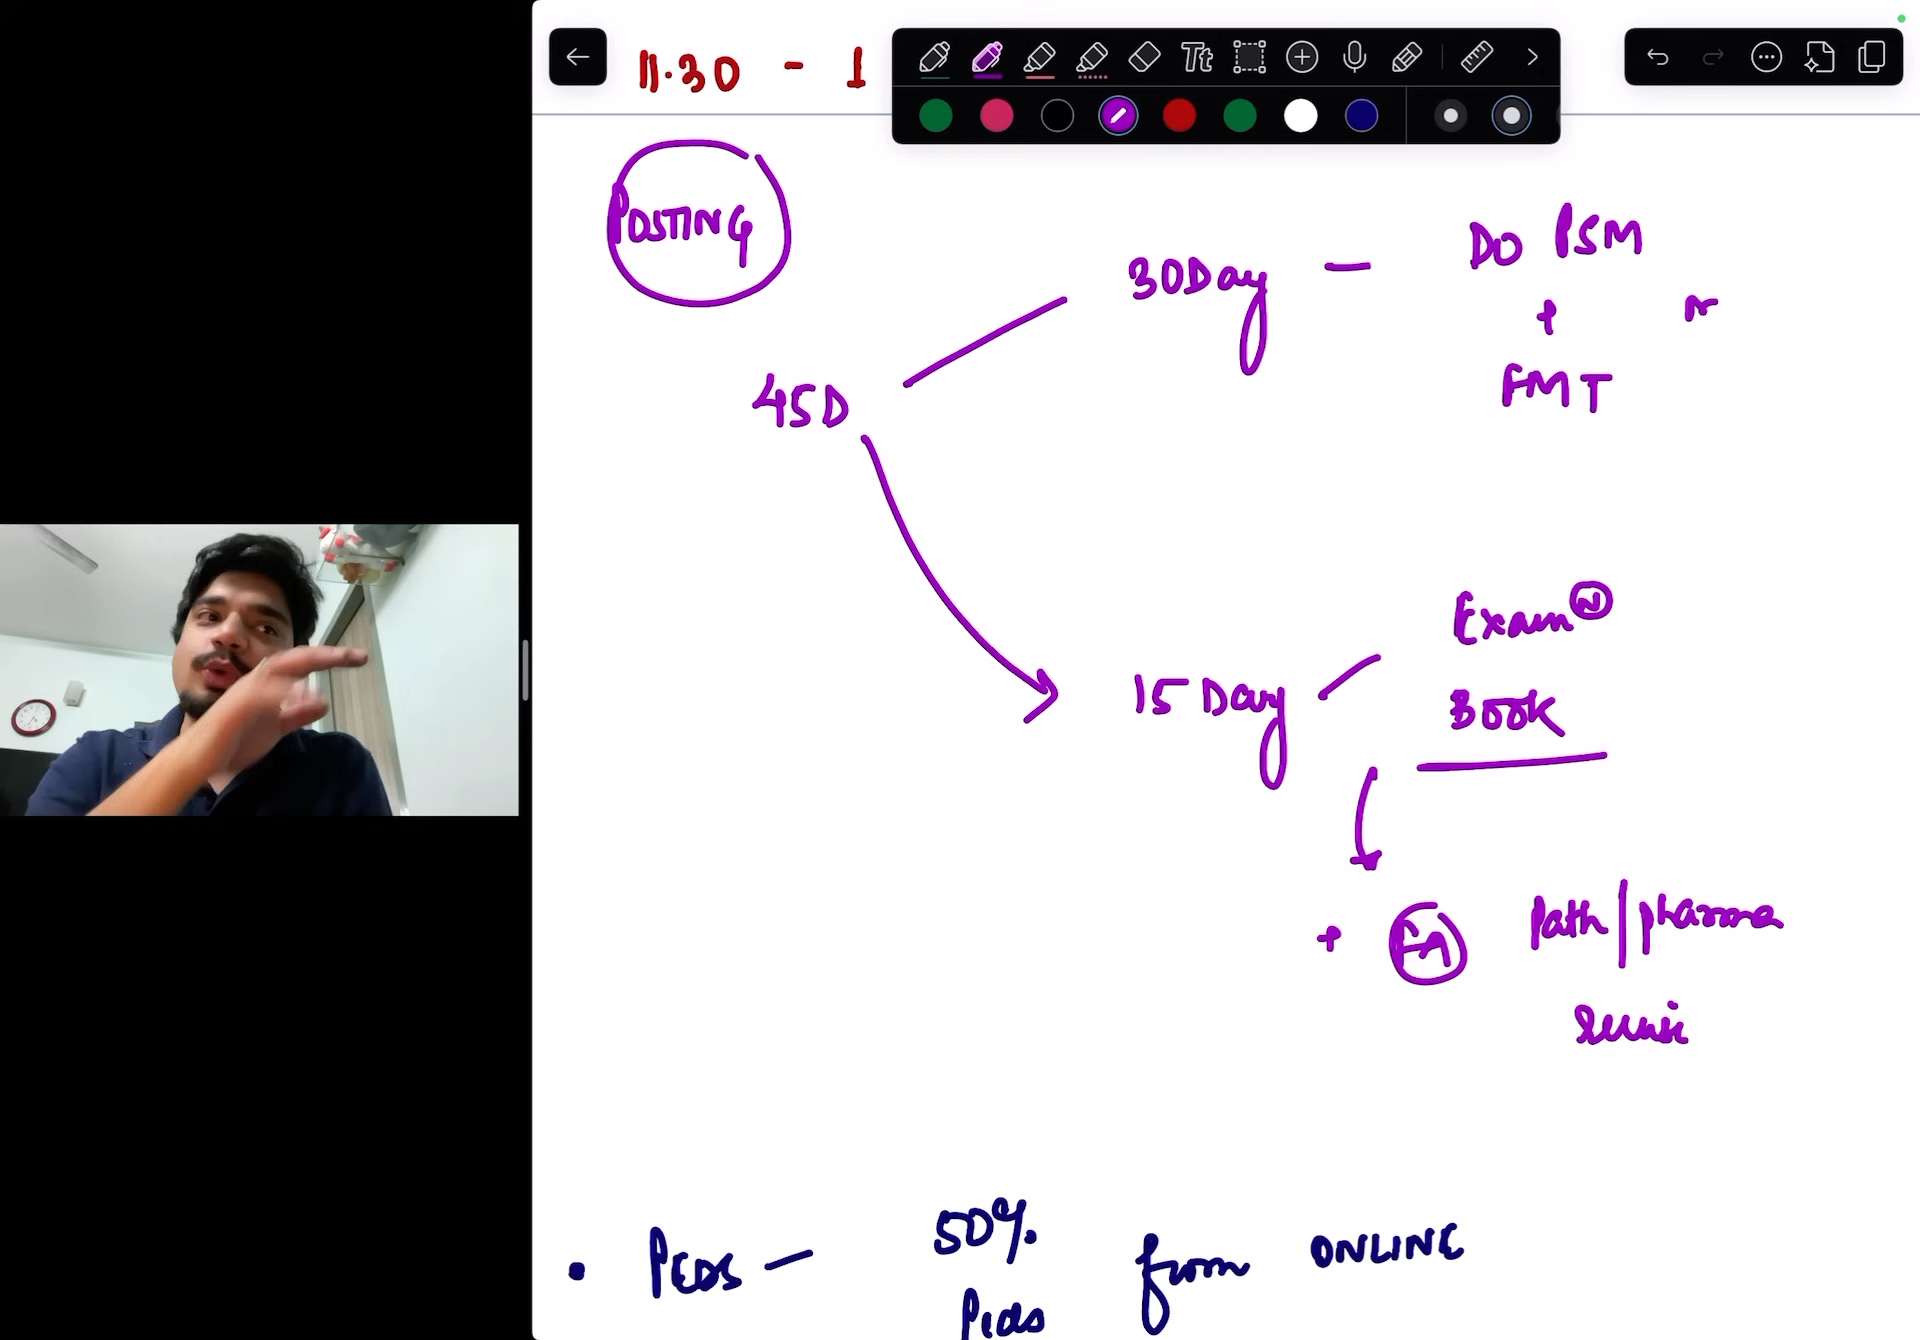 11.30 - 1
Tt
POSTING
30Day — DO PSM
+
FMT
45D
Exam N
15 Day
Book
+ FA Path/pharma
• PEDS — 50% from ONLINE
Peds